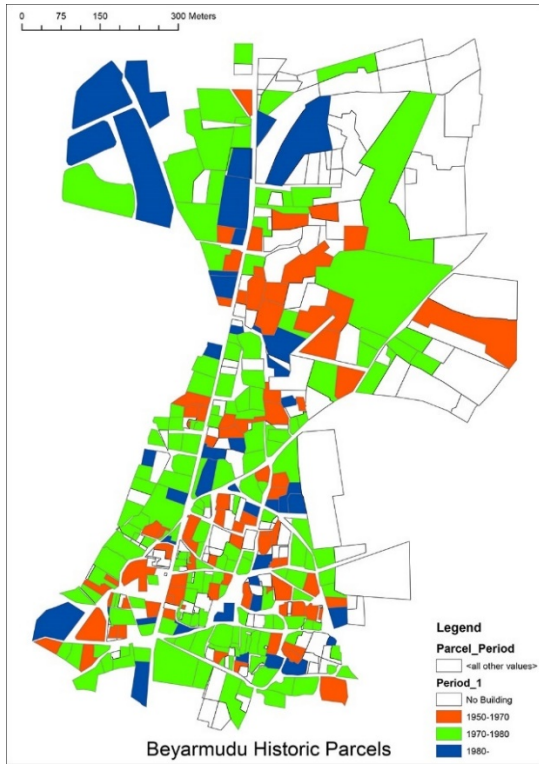 0 75 150 300 Meters
Legend
Parcel_Period
<all other values>
Period_1
No Building
1950-1970
1970-1980
1980-
Beyarmudu Historic Parcels